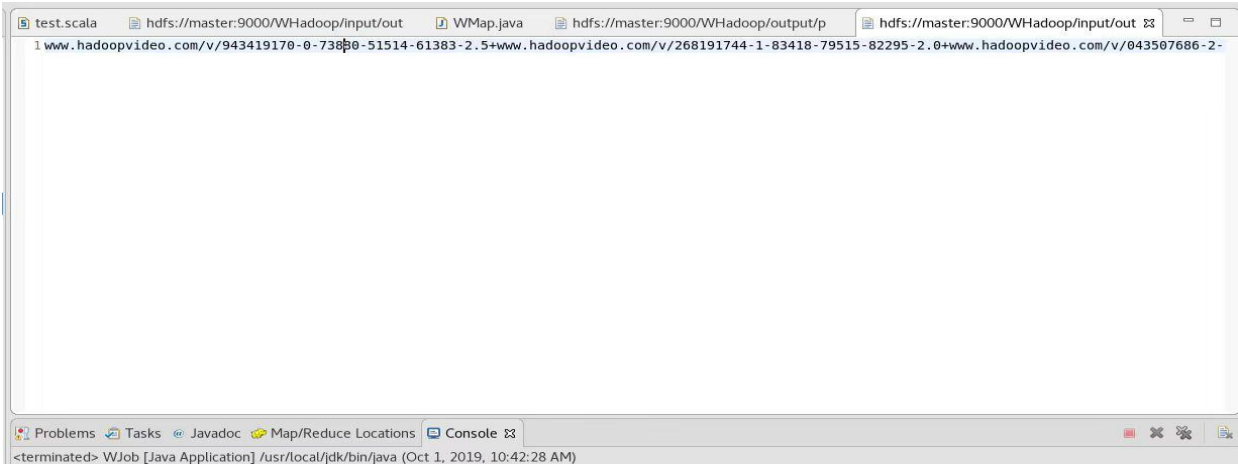 test.scala hdfs://master:9000/WHadoop/input/out WMap.java hdfs://master:9000/WHadoop/output/p hdfs://master:9000/WHadoop/input/out
1 www.hadoopvideo.com/v/943419170-0-73880-51514-61383-2.5+www.hadoopvideo.com/v/268191744-1-83418-79515-82295-2.0+www.hadoopvideo.com/v/043507686-2-
Problems Tasks @ Javadoc Map/Reduce Locations Console
<terminated> WJob [Java Application] /usr/local/jdk/bin/java (Oct 1, 2019, 10:42:28 AM)